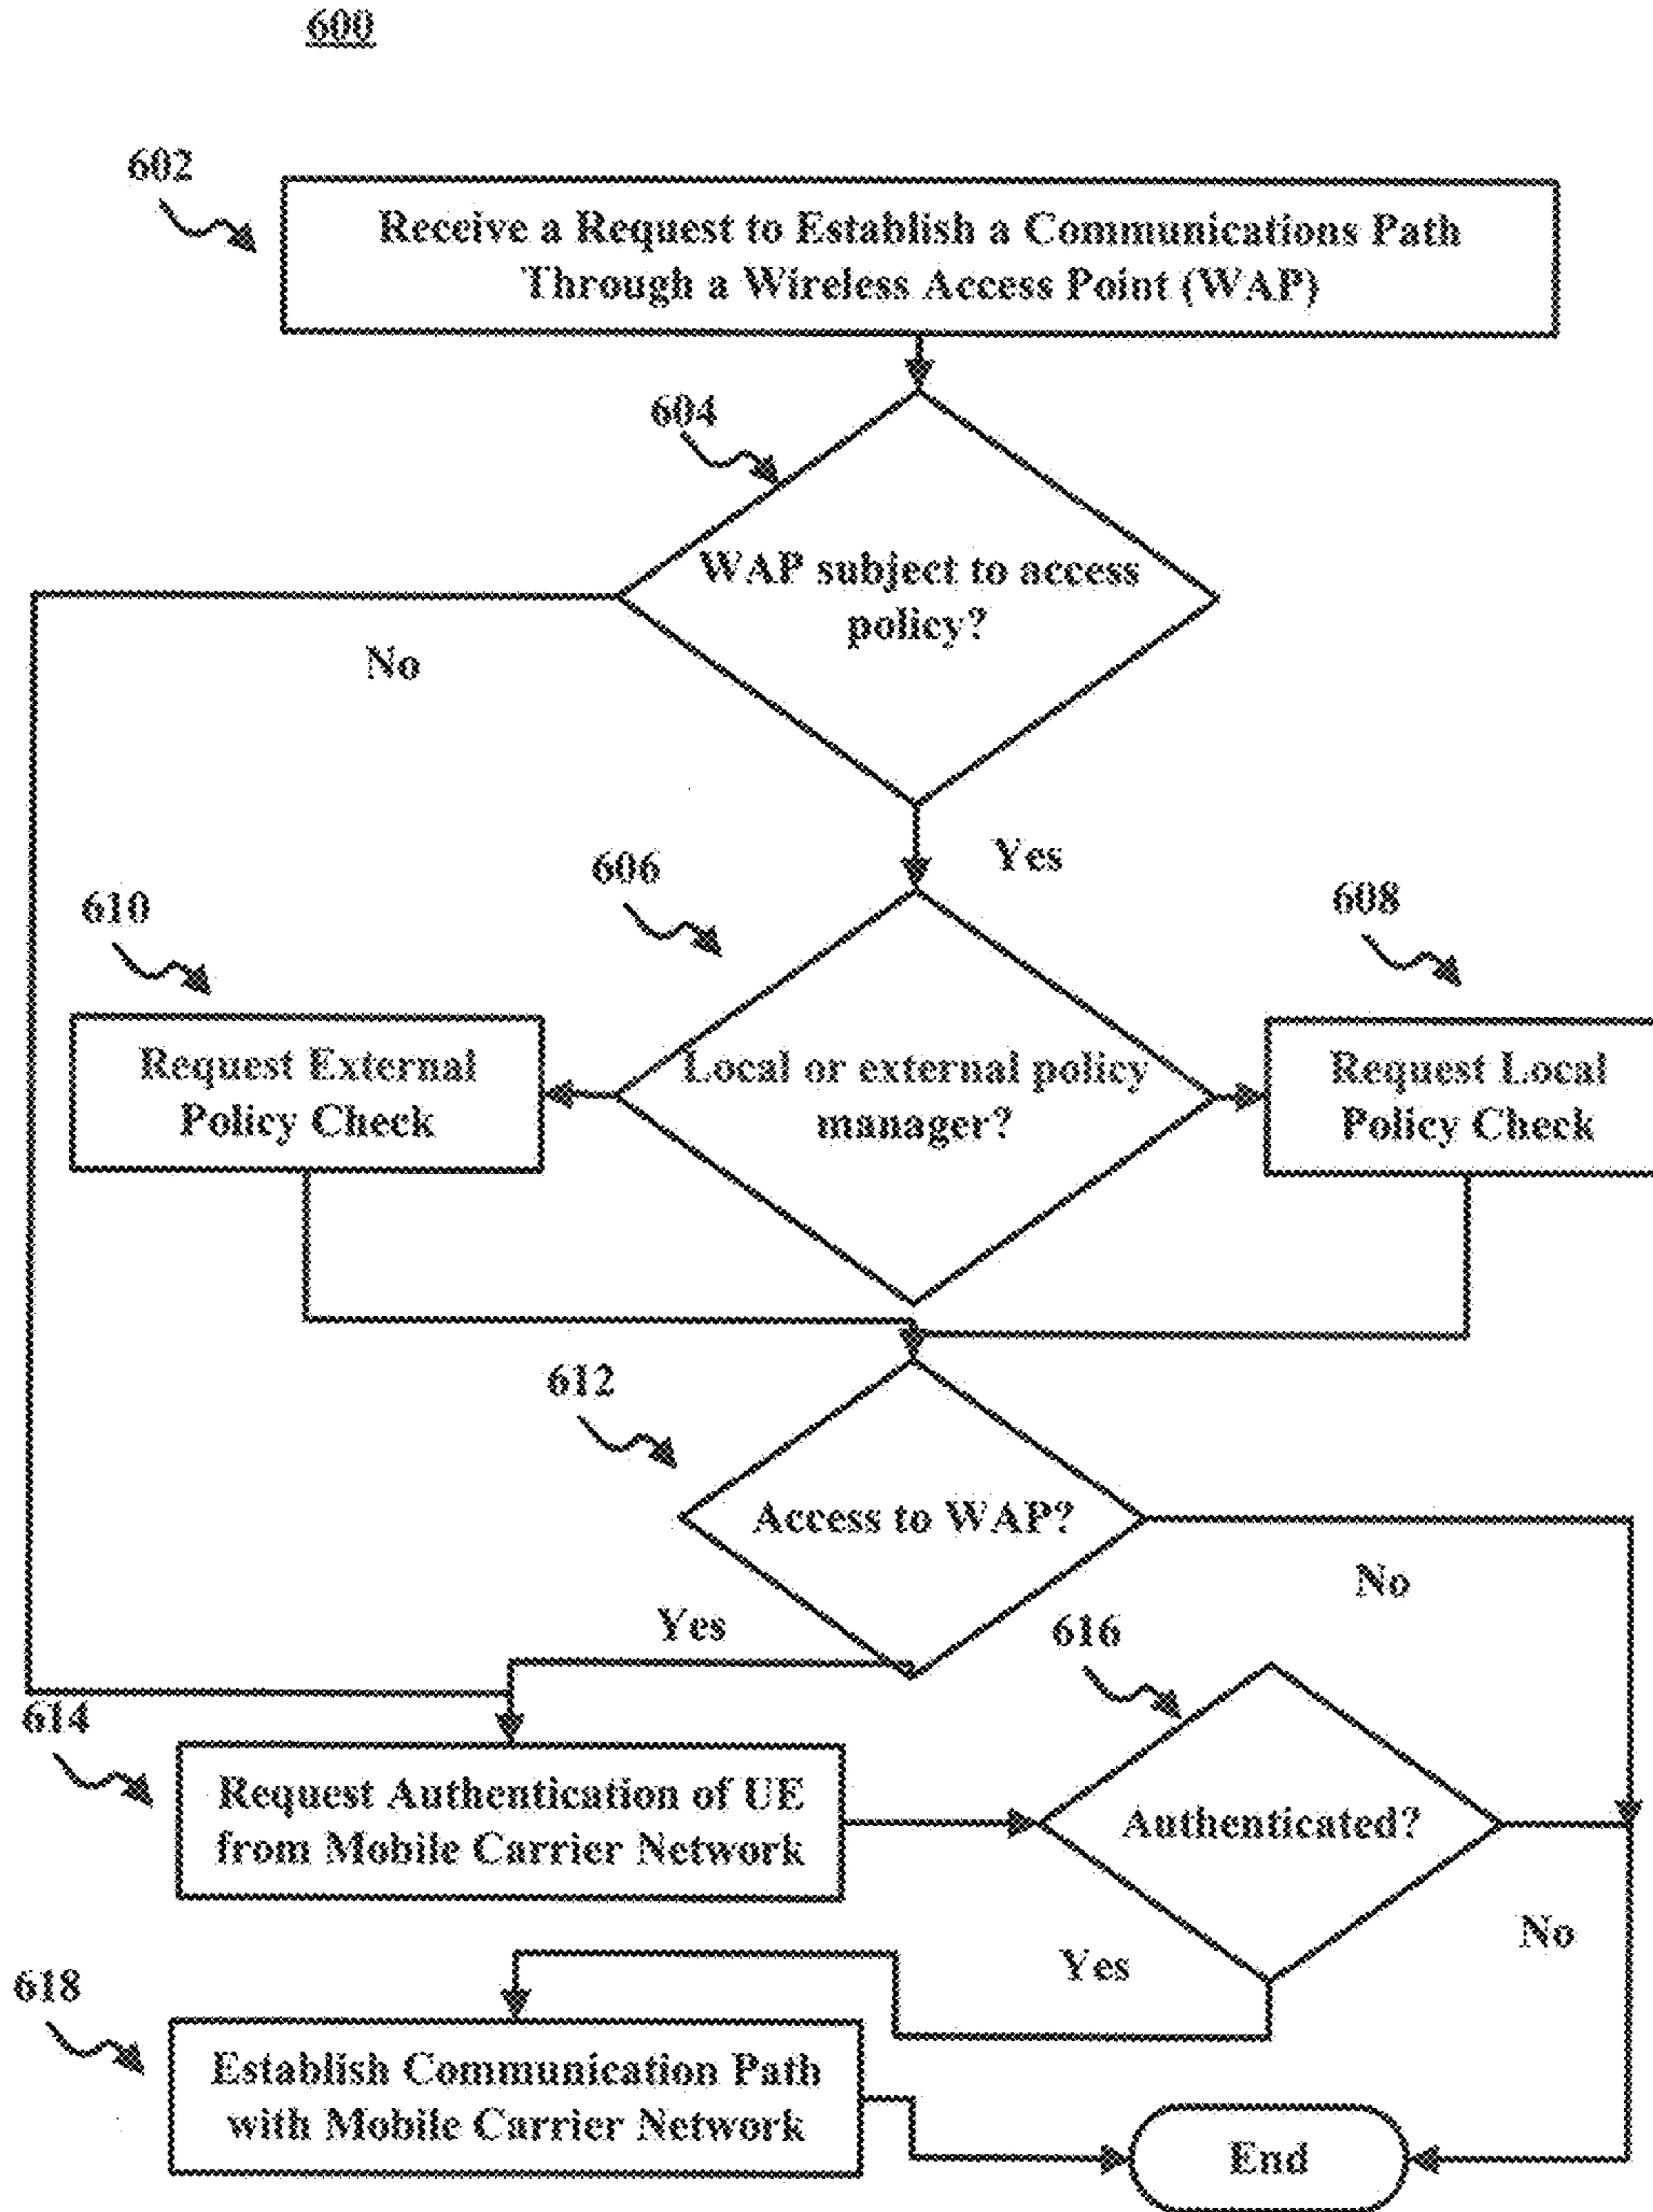 600
602
Receive a Request to Establish a Communications Path
Through a Wireless Access Point (WAP)
604
WAP subject to access
policy?
No
Yes
606
610
608
Request External
Policy Check
Local or external policy
manager?
Request Local
Policy Check
612
Access to WAP?
No
Yes
616
614
Request Authentication of UE
from Mobile Carrier Network
Authenticated?
No
Yes
618
Establish Communication Path
with Mobile Carrier Network
End